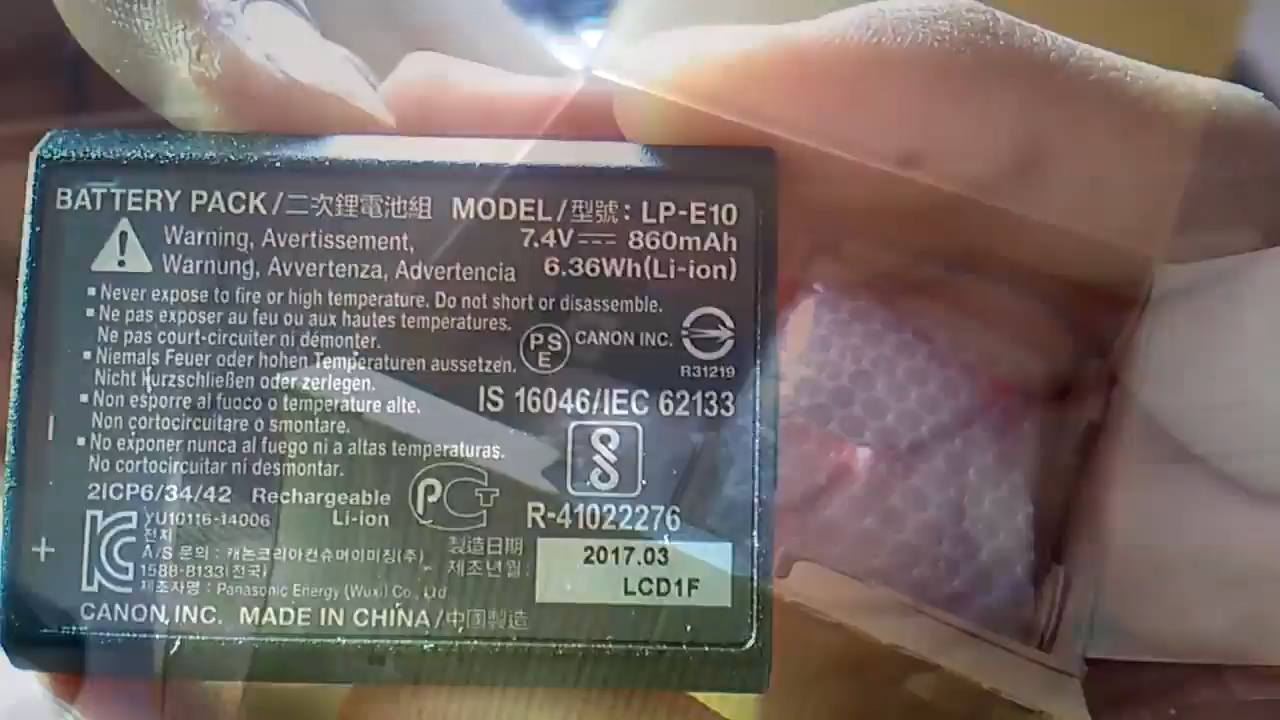 BATTERY PACK/二次鋰電池組 MODEL/型號: LP-E10
Warning, Avertissement, 7.4V⎓ 860mAh
Warnung, Avvertenza, Advertencia 6.36Wh(Li-ion)
▪ Never expose to fire or high temperature. Do not short or disassemble.
▪ Ne pas exposer au feu ou aux hautes temperatures.
Ne pas court-circuiter ni démonter.
▪ Niemals Feuer oder hohen Temperaturen aussetzen.
Nicht kurzschließen oder zerlegen.
▪ Non esporre al fuoco o temperature alte.
Non cortocircuitare o smontare.
▪ No exponer nunca al fuego ni a altas temperaturas.
No cortocircuitar ni desmontar.
PS E CANON INC.
R31219
IS 16046/IEC 62133
R-41022276
2ICP6/34/42 Rechargeable
Li-ion
YU10116-14006
전지
A/S 문의 : 캐논코리아컨슈머이미징(주)
1588-8133(전국)
제조자명 : Panasonic Energy (Wuxi) Co., Ltd.
製造日期
제조년월:
2017.03
LCD1F
CANON INC. MADE IN CHINA/中國製造
− +